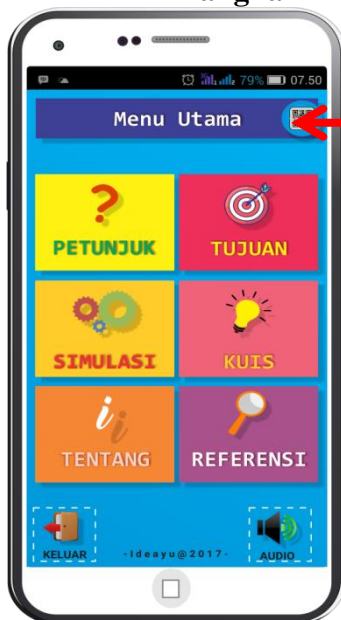 79% 07.50
Menu Utama
PETUNJUK
TUJUAN
SIMULASI
KUIS
TENTANG
REFERENSI
KELUAR
-Ideayu@2017-
AUDIO